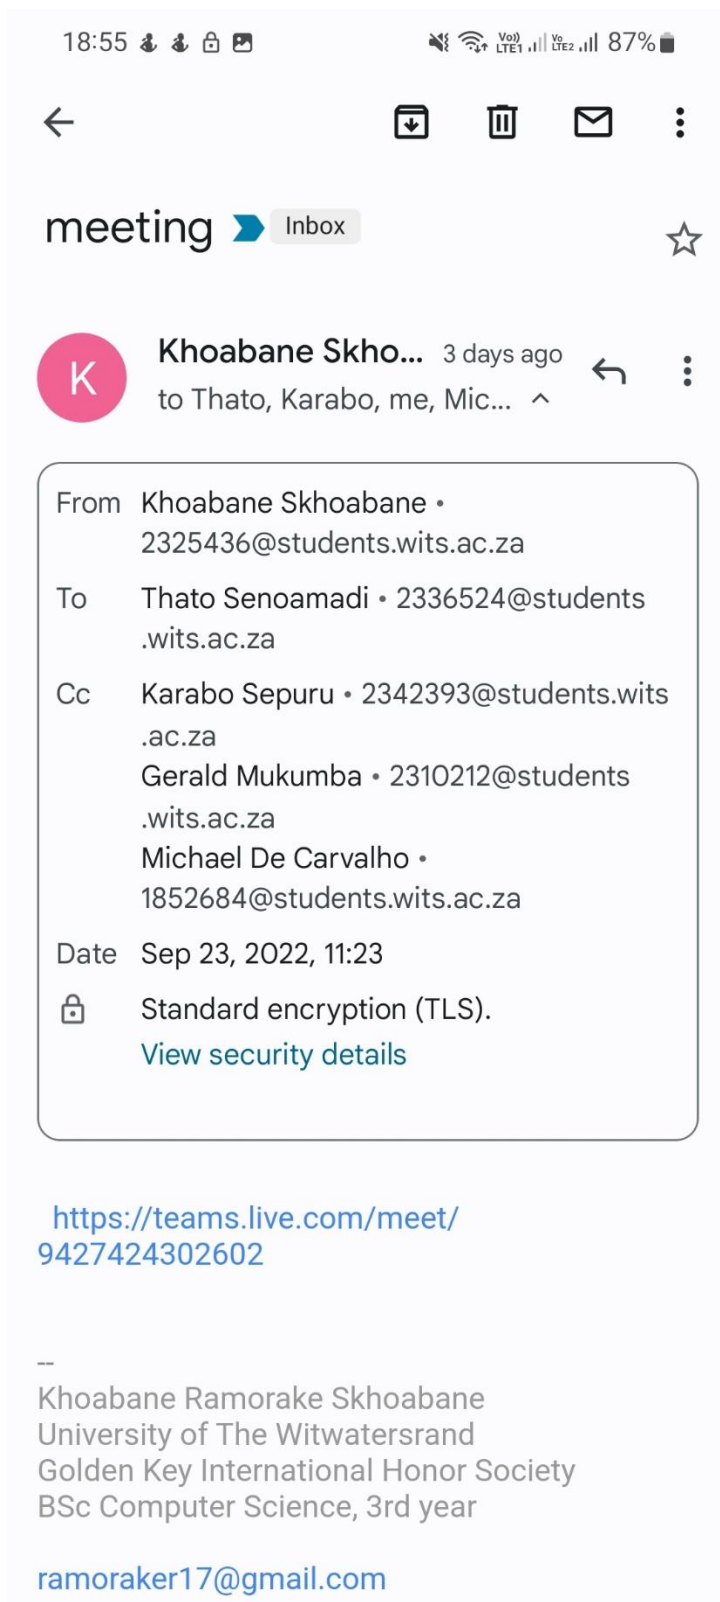 18:55 Vo)) LTE1 Vo LTE2 87%
meeting Inbox
K
Khoabane Skho... 3 days ago
to Thato, Karabo, me, Mic...
From Khoabane Skhoabane •
2325436@students.wits.ac.za
To Thato Senoamadi • 2336524@students
.wits.ac.za
Cc Karabo Sepuru • 2342393@students.wits
.ac.za
Gerald Mukumba • 2310212@students
.wits.ac.za
Michael De Carvalho •
1852684@students.wits.ac.za
Date Sep 23, 2022, 11:23
Standard encryption (TLS).
View security details
https://teams.live.com/meet/
9427424302602
--
Khoabane Ramorake Skhoabane
University of The Witwatersrand
Golden Key International Honor Society
BSc Computer Science, 3rd year
ramoraker17@gmail.com